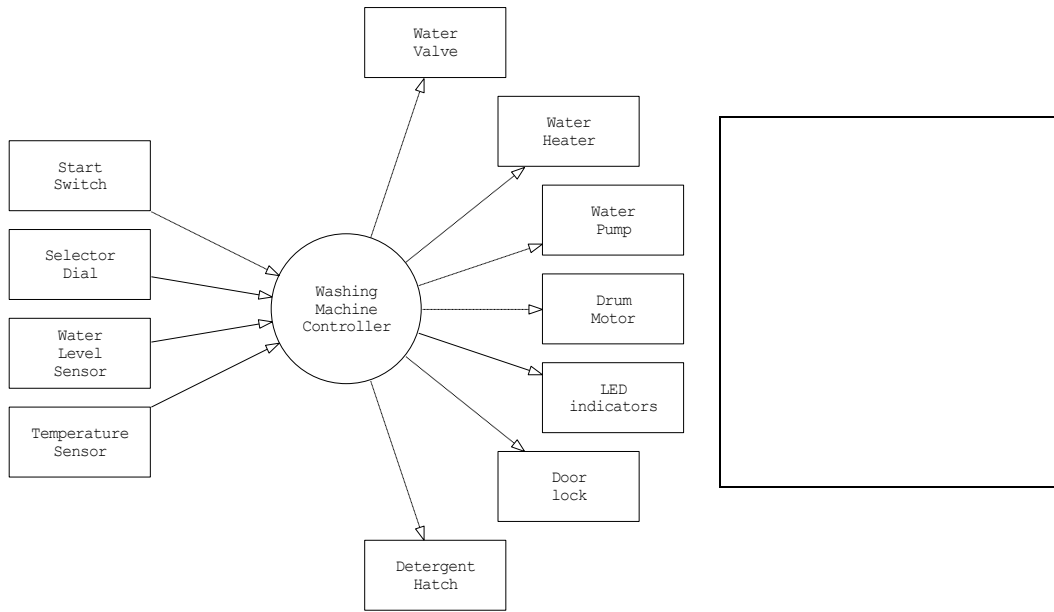 Water
Valve
Water
Heater
Start
Switch
Water
Pump
Selector
Dial
Washing
Machine
Controller
Drum
Motor
Water
Level
Sensor
LED
indicators
Temperature
Sensor
Door
lock
Detergent
Hatch